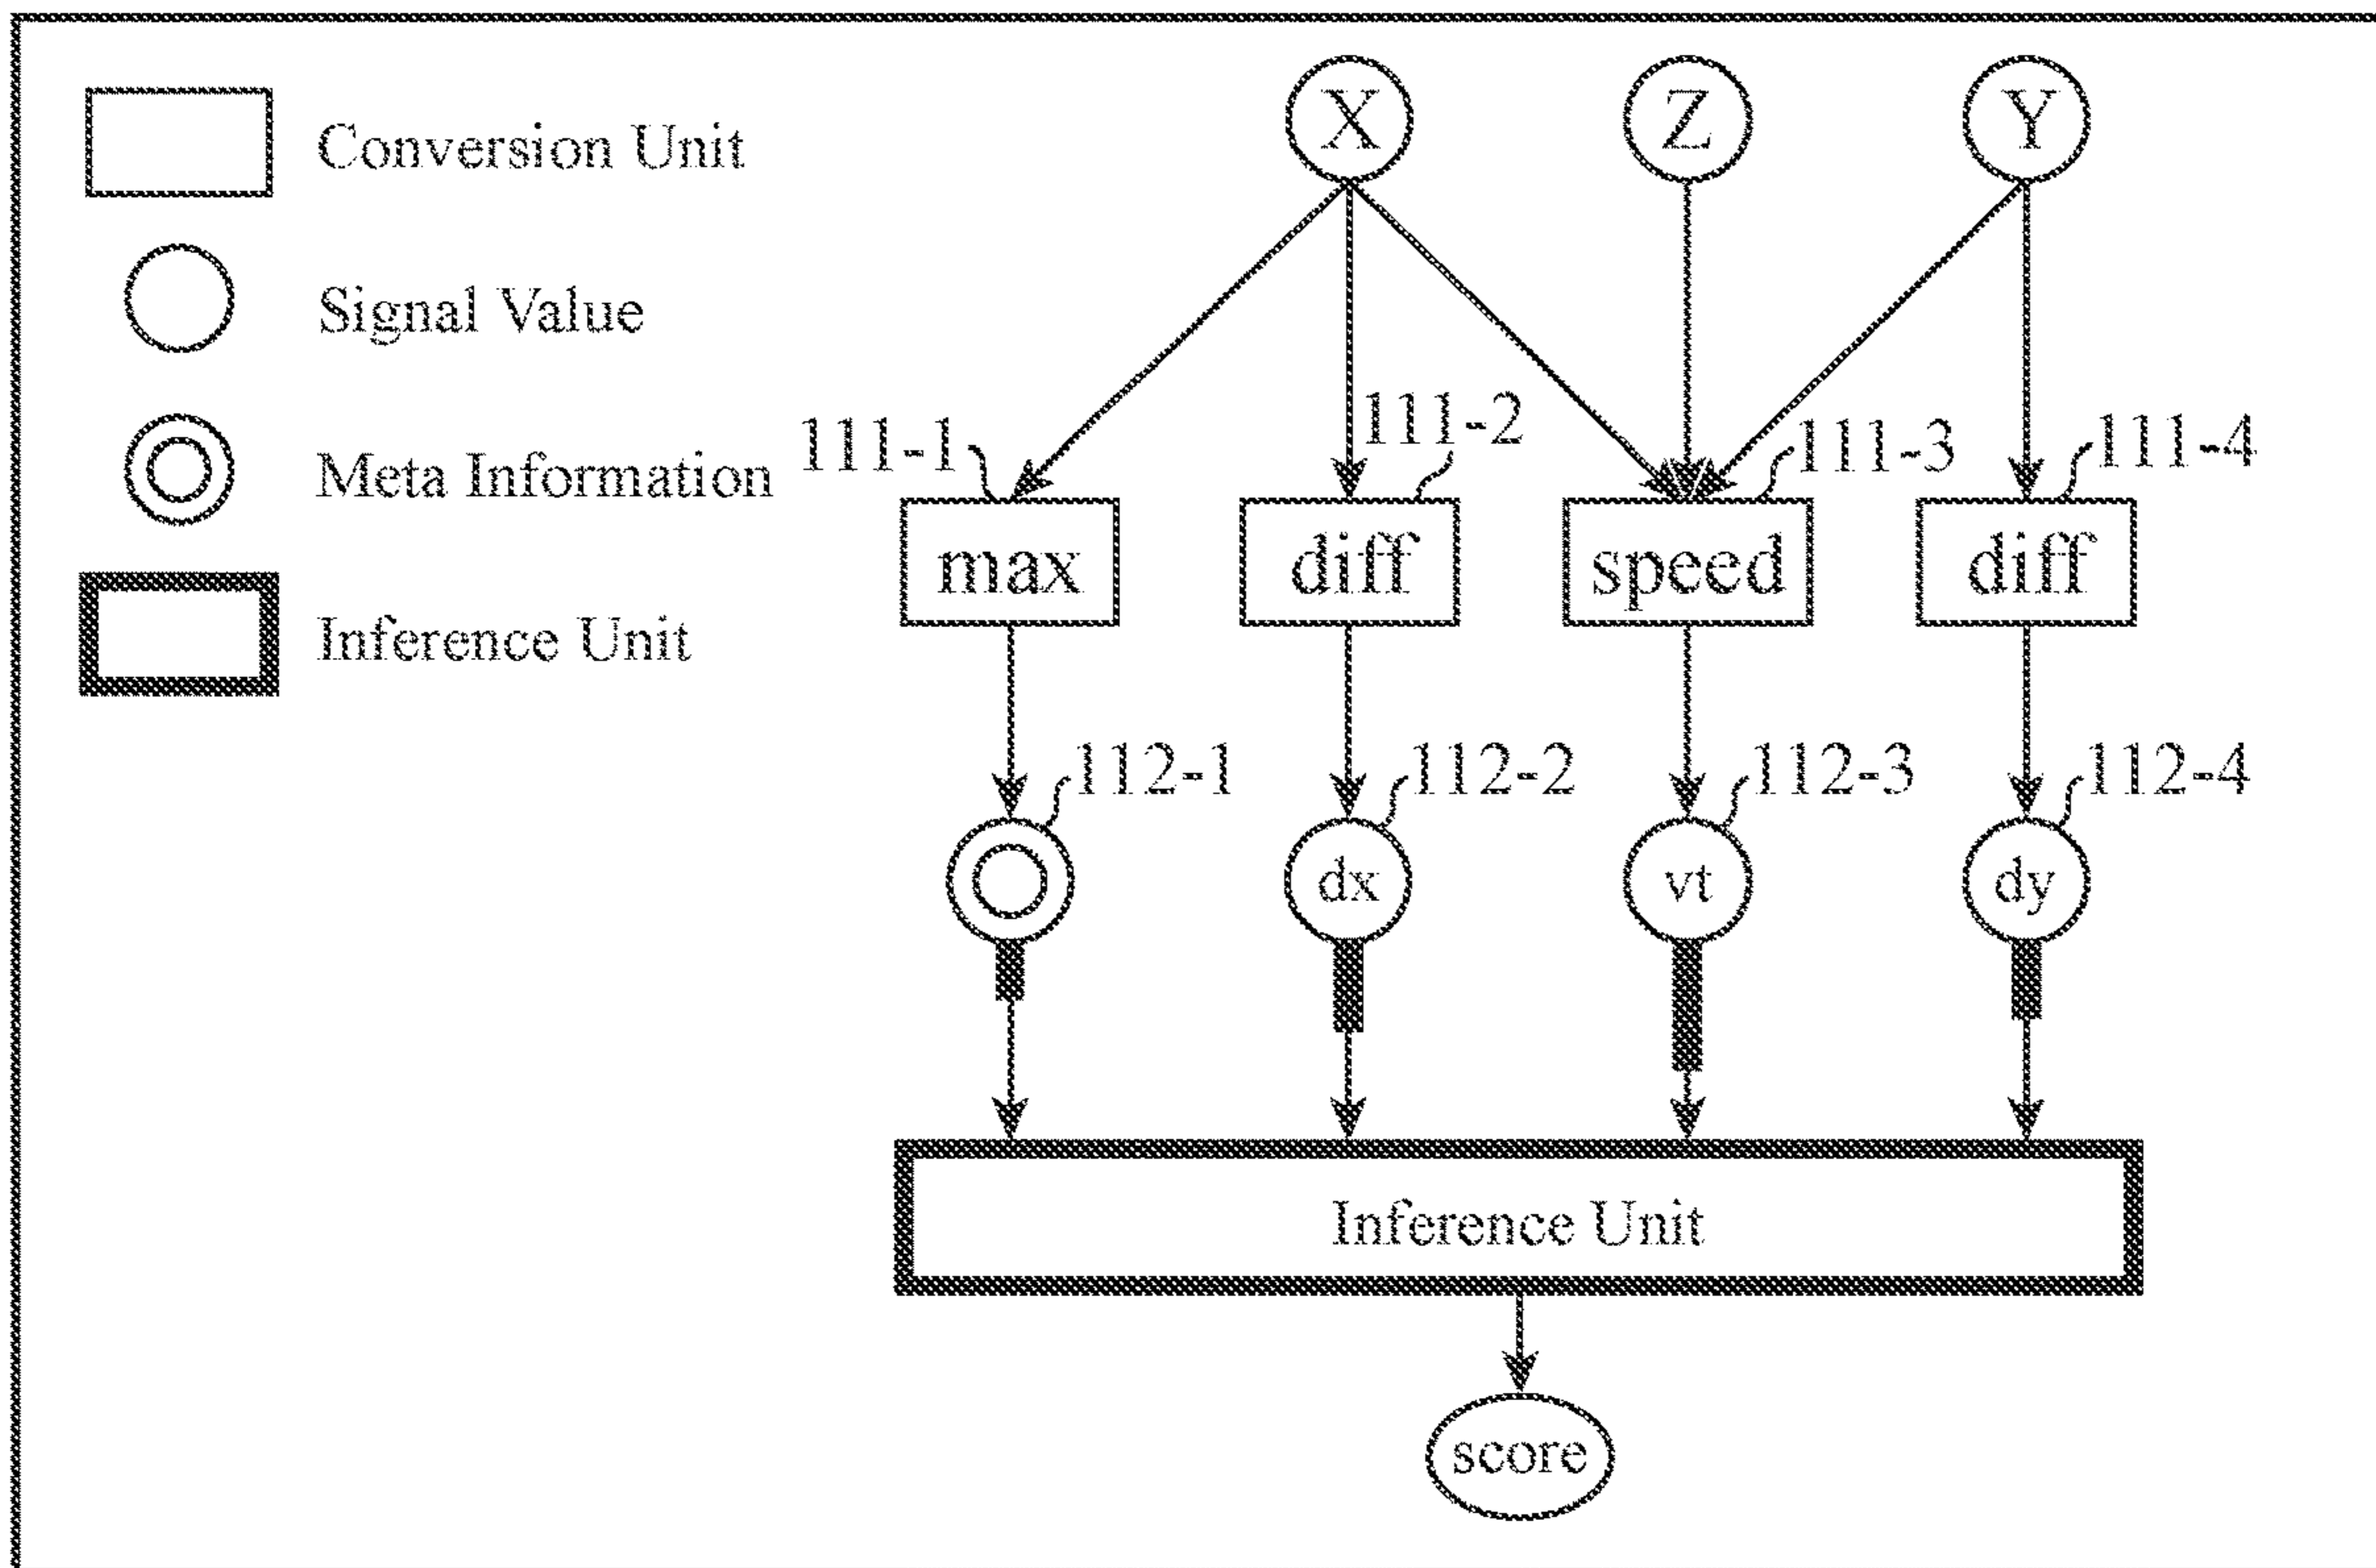 Conversion Unit
Signal Value
Meta Information
Inference Unit
X Z Y
111-1 111-2 111-3 111-4
max diff speed diff
112-1 112-2 112-3 112-4
dx vt dy
Inference Unit
score